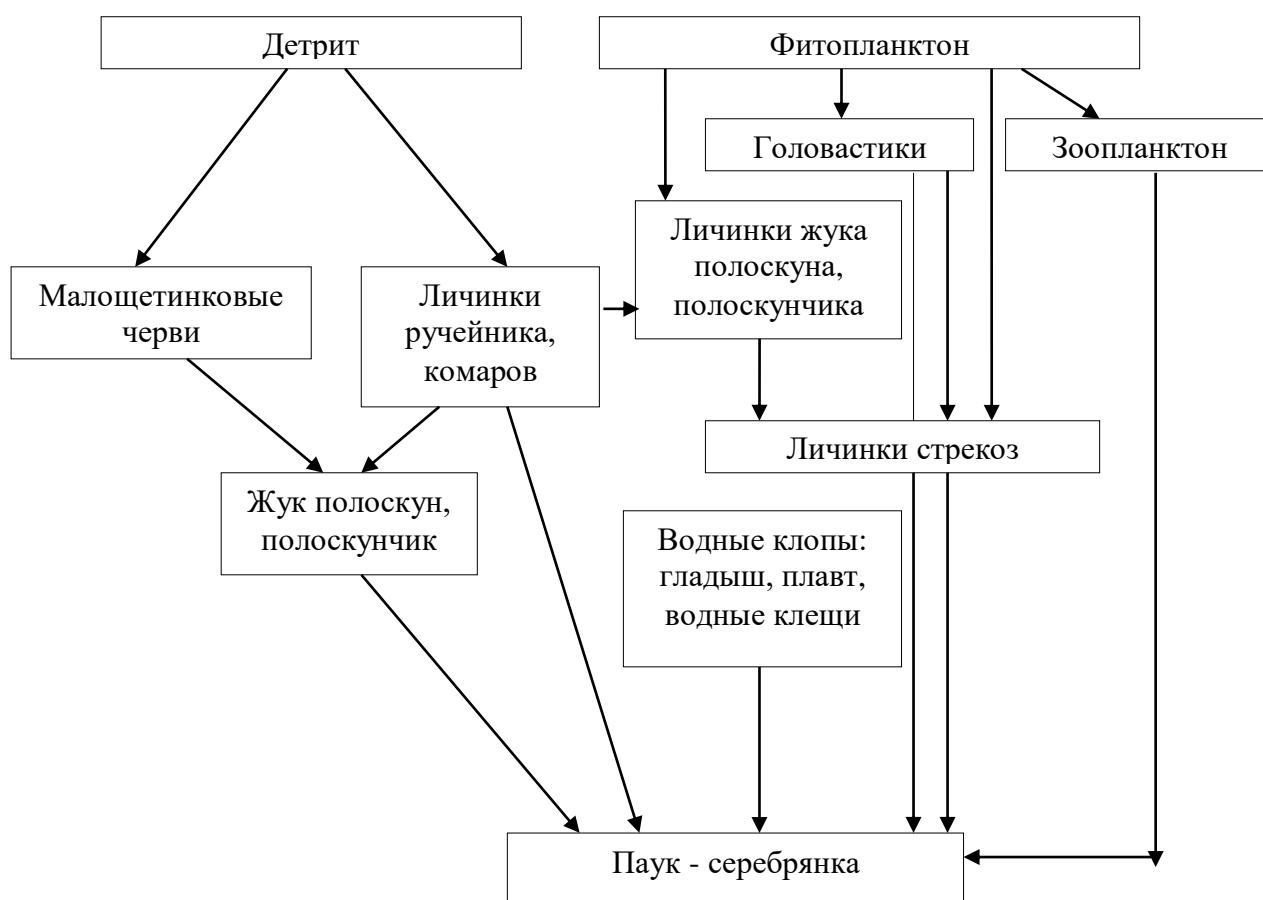 Детрит
Фитопланктон
Головастики
Зоопланктон
Личинки жука
полоскуна,
полоскунчика
Малощетинковые
черви
Личинки
ручейника,
комаров
Личинки стрекоз
Жук полоскун,
полоскунчик
Водные клопы:
гладыш, плавт,
водные клещи
Паук - серебрянка